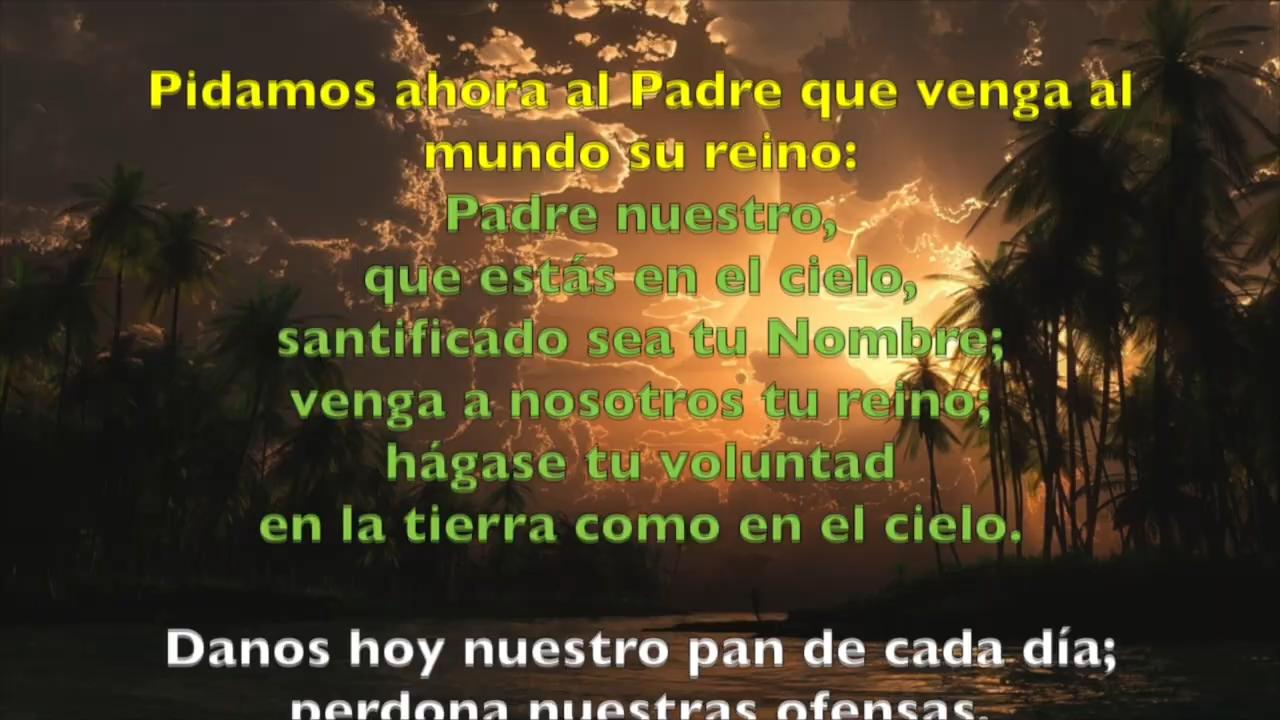 Pidamos ahora al Padre que venga al
mundo su reino:
Padre nuestro,
que estás en el cielo,
santificado sea tu Nombre;
venga a nosotros tu reino;
hágase tu voluntad
en la tierra como en el cielo.
Danos hoy nuestro pan de cada día;
perdona nuestras ofensas,